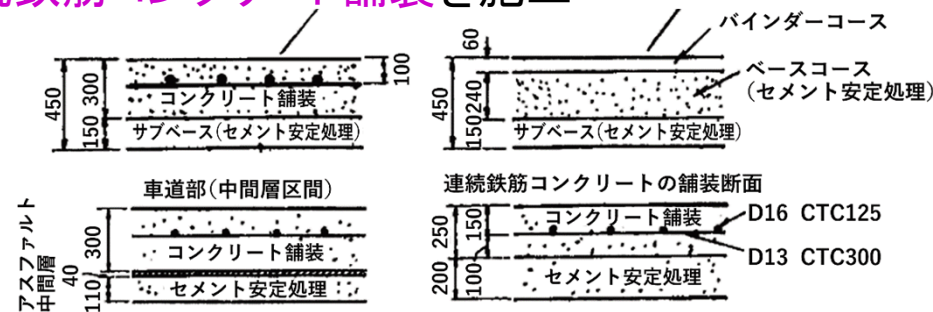 鉄筋コンクリート舗装を施工
450
300
150
100
コンクリート舗装
サブベース(セメント安定処理)
60
450
240
150
バインダーコース
ベースコース
(セメント安定処理)
サブベース(セメント安定処理)
車道部(中間層区間)
アスファルト
中間層
300
40
110
コンクリート舗装
セメント安定処理
連続鉄筋コンクリートの舗装断面
250
150
200
100
コンクリート舗装
D16 CTC125
D13 CTC300
セメント安定処理